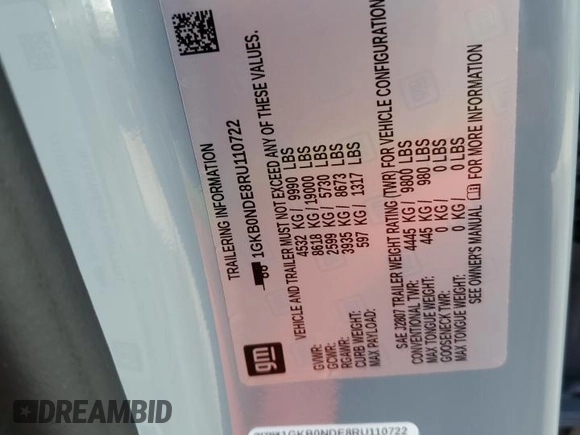 TRAILERING INFORMATION
1GKB0NDE8RU110722
VEHICLE AND TRAILER MUST NOT EXCEED ANY OF THESE VALUES.
GVWR: 4532 KG / 9990 LBS
GCWR: 8618 KG / 19000 LBS
RGAWR: 2599 KG / 5730 LBS
CURB WEIGHT: 3935 KG / 8673 LBS
MAX PAYLOAD: 597 KG / 1317 LBS
SAE J2807 TRAILER WEIGHT RATING (TWR) FOR VEHICLE CONFIGURATION
CONVENTIONAL TWR: 4445 KG / 9800 LBS
MAX TONGUE WEIGHT: 445 KG / 980 LBS
GOOSENECK TWR: 0 KG / 0 LBS
MAX TONGUE WEIGHT: 0 KG / 0 LBS
SEE OWNER'S MANUAL FOR MORE INFORMATION
gm
1GKB0NDE8RU110722
DREAMBID